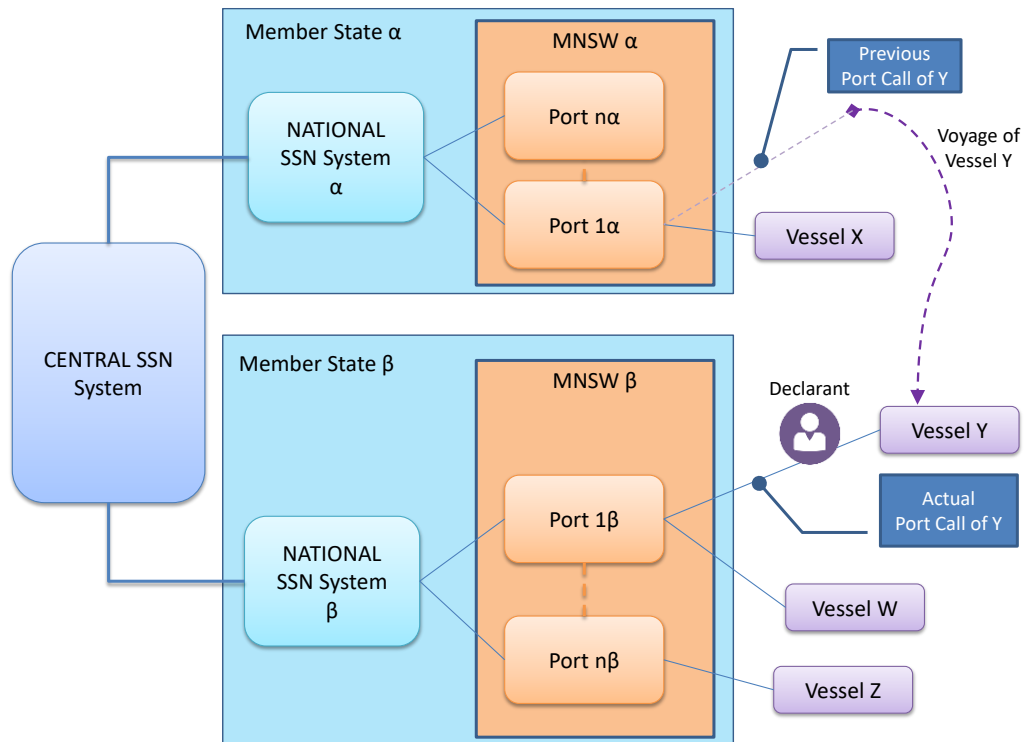 Member State α
MNSW α
NATIONAL
SSN System
α
Port nα
Port 1α
Previous
Port Call of Y
Voyage of
Vessel Y
Vessel X
CENTRAL SSN
System
Member State β
MNSW β
NATIONAL
SSN System
β
Port 1β
Port nβ
Declarant
Vessel Y
Actual
Port Call of Y
Vessel W
Vessel Z